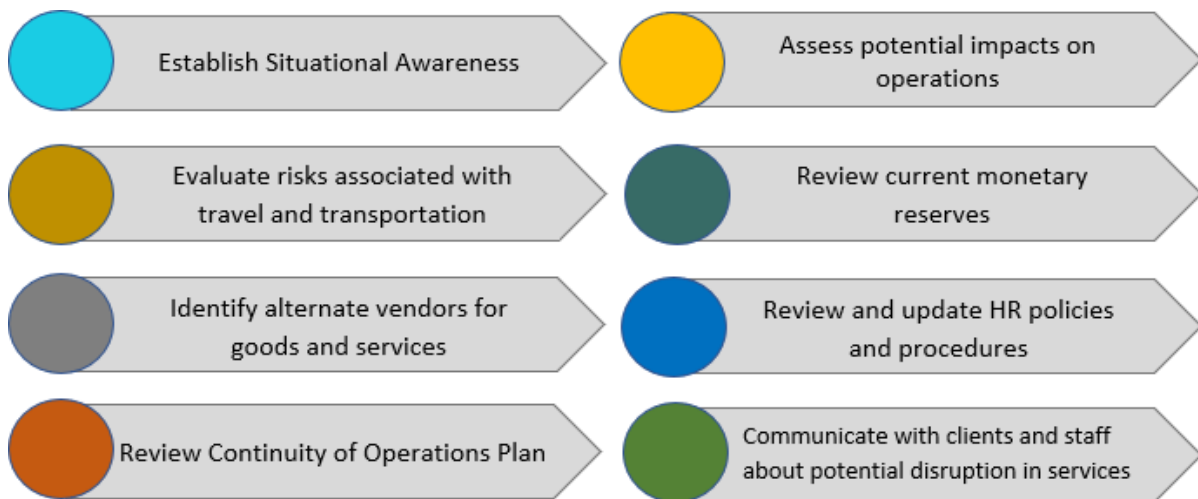 Establish Situational Awareness
Assess potential impacts on
operations
Evaluate risks associated with
travel and transportation
Review current monetary
reserves
Identify alternate vendors for
goods and services
Review and update HR policies
and procedures
Review Continuity of Operations Plan
Communicate with clients and staff
about potential disruption in services